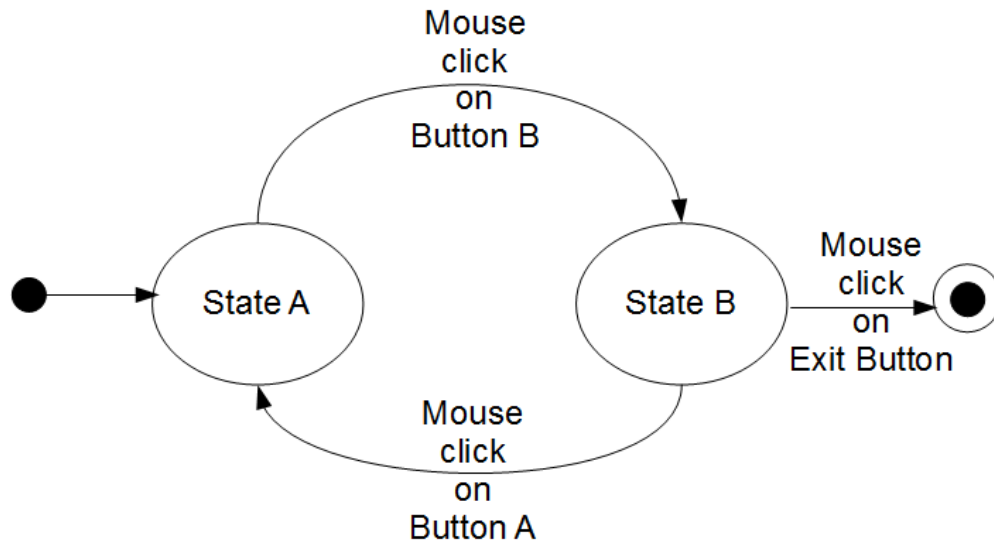 Mouse
click
on
Button B
State A
State B
Mouse
click
on
Exit Button
Mouse
click
on
Button A